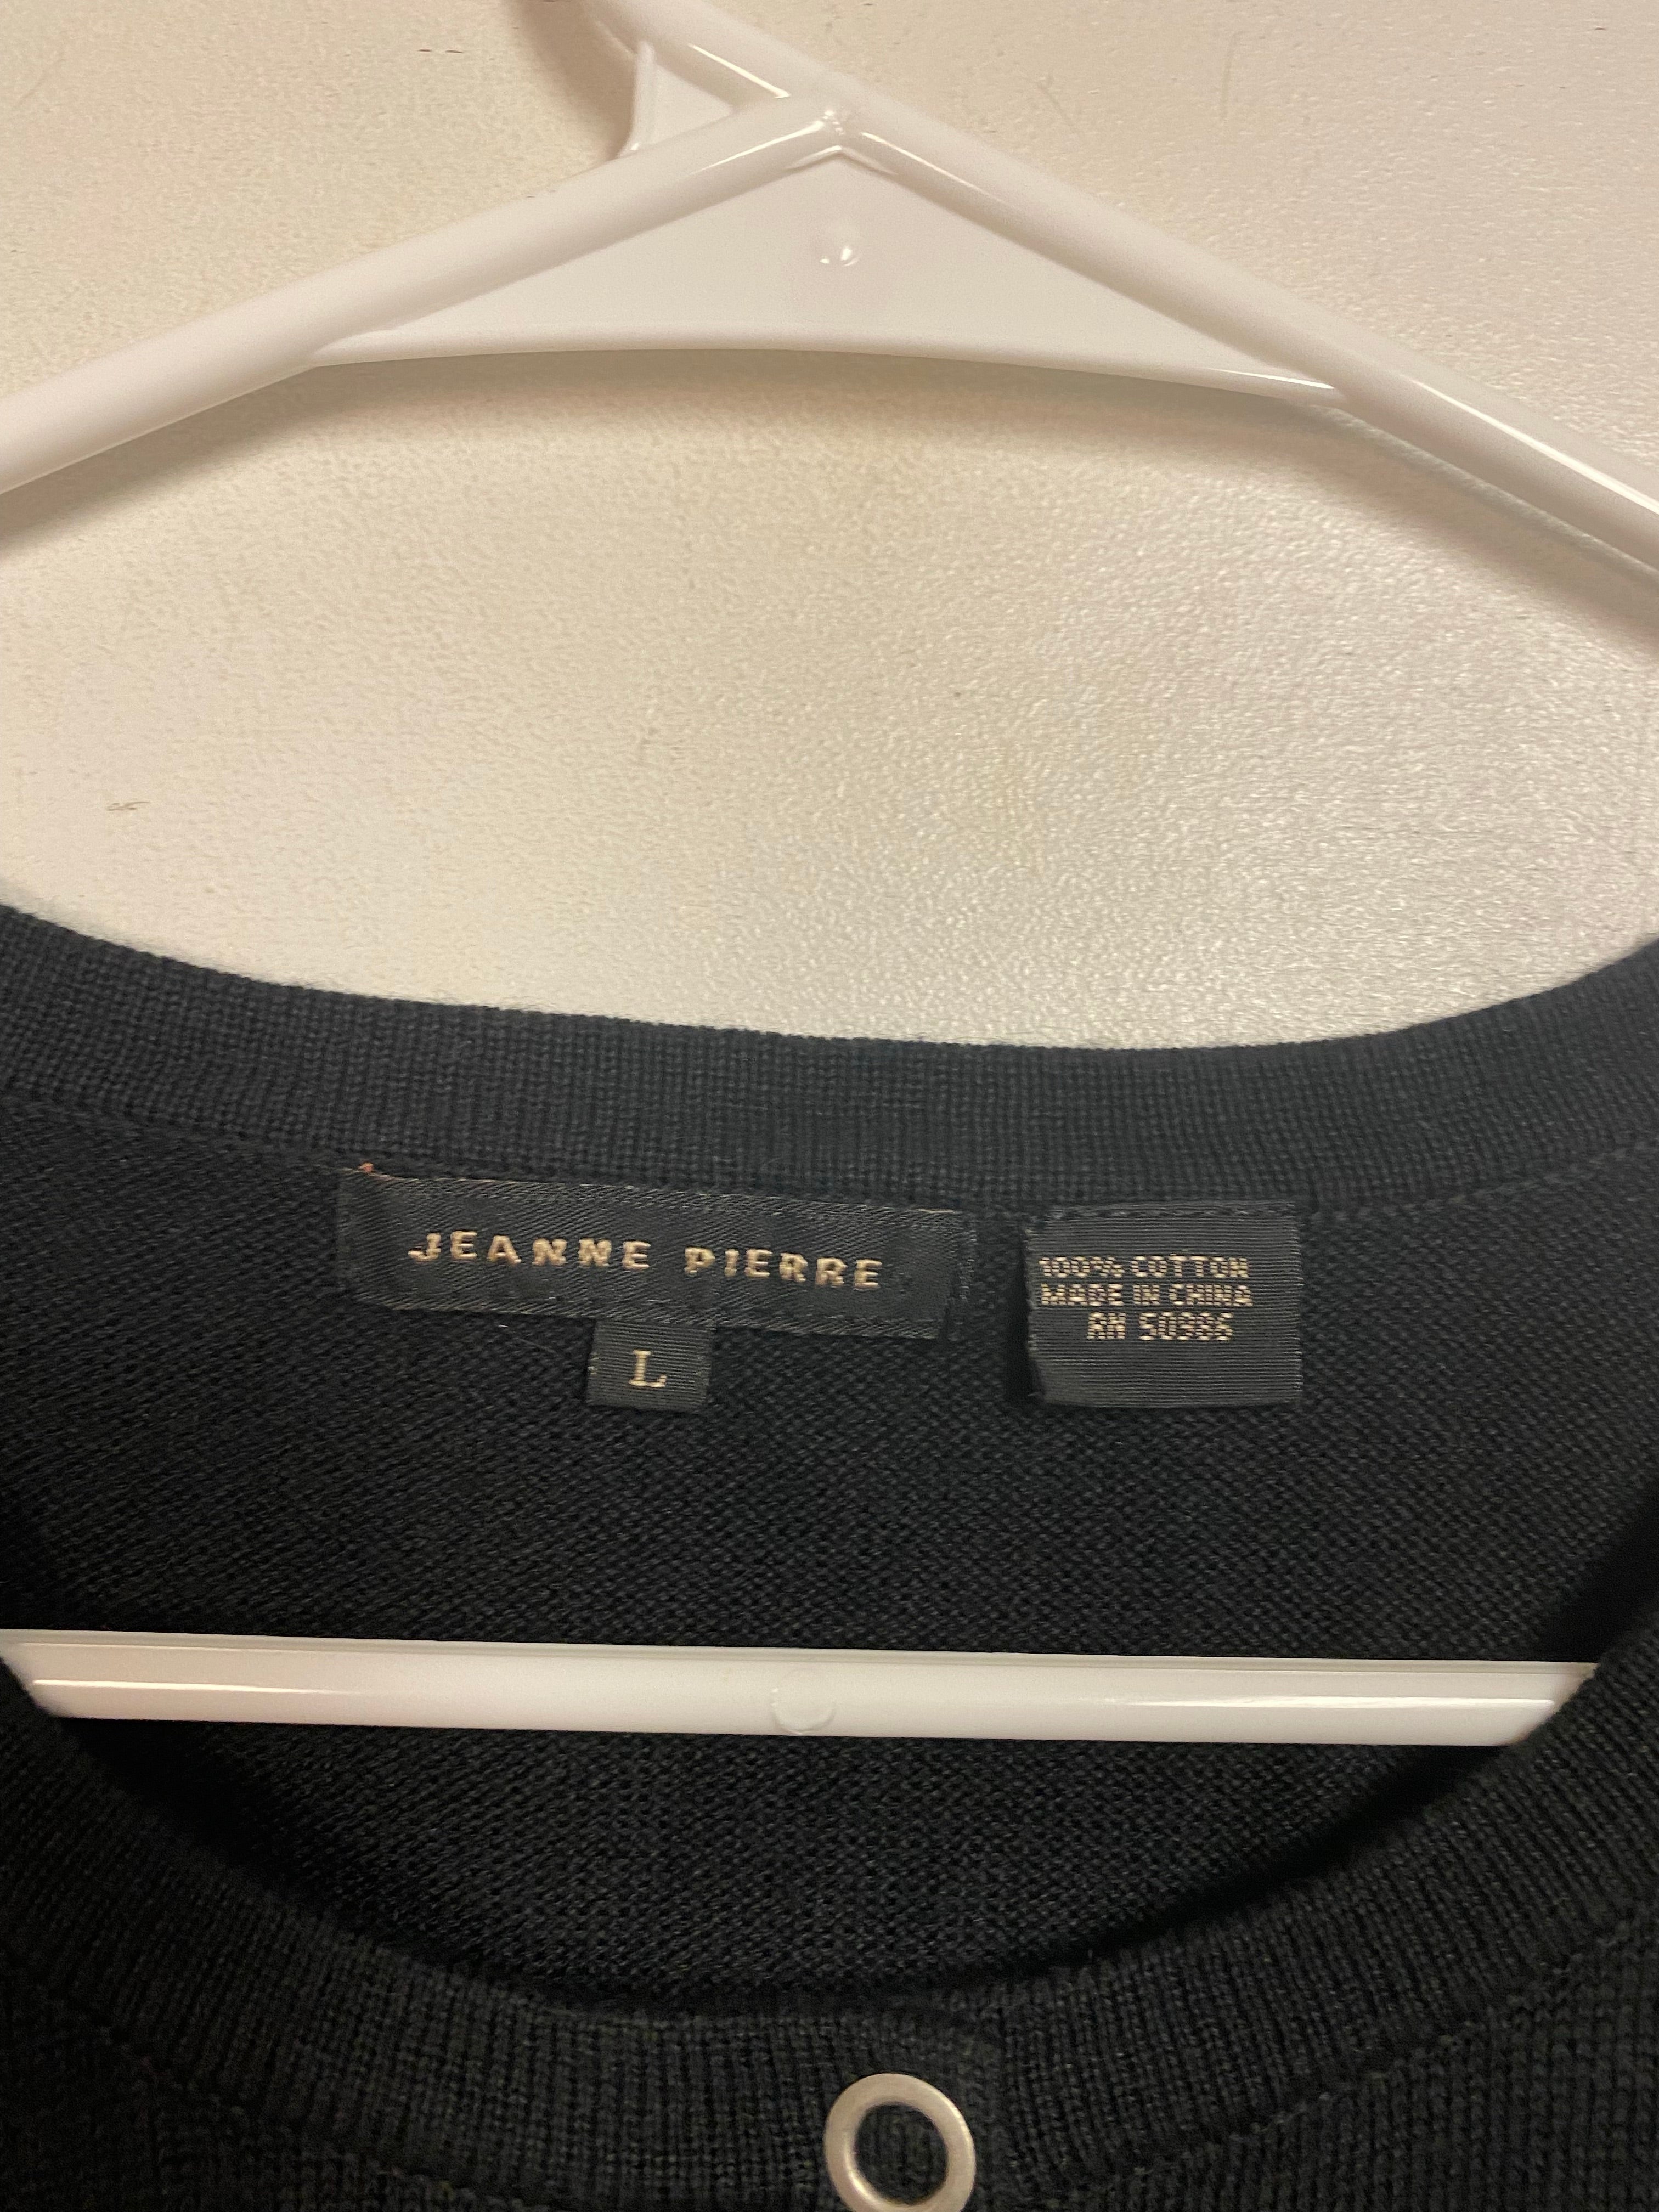 JEANNE PIERRE
L
100% COTTON
MADE IN CHINA
RN 50986